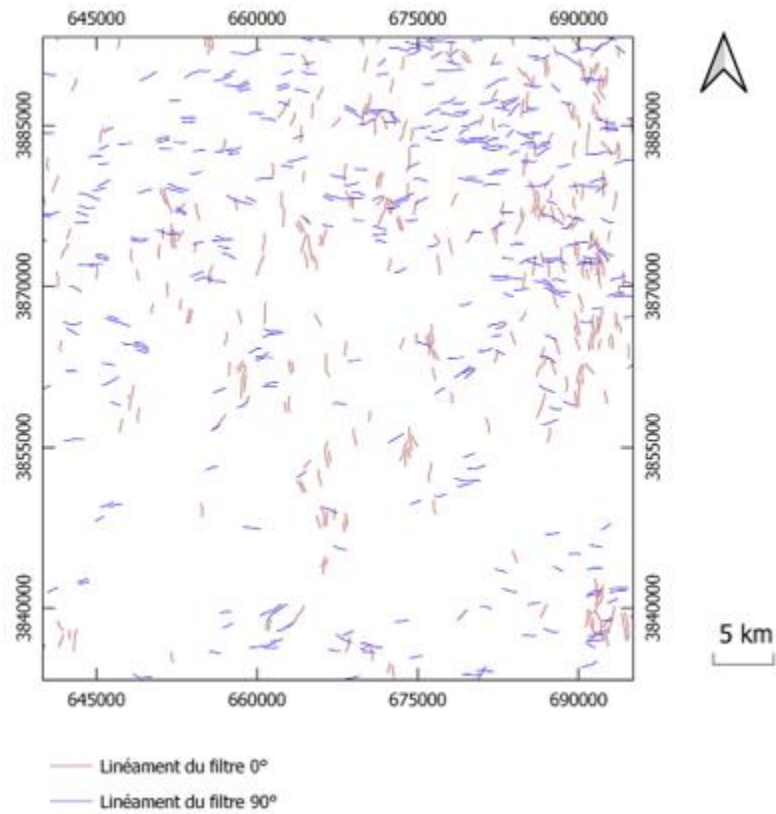 645000 660000 675000 690000
3885000 3885000
3870000 3870000
3855000 3855000
3840000 3840000
5 km
645000 660000 675000 690000
Linéament du filtre 0°
Linéament du filtre 90°